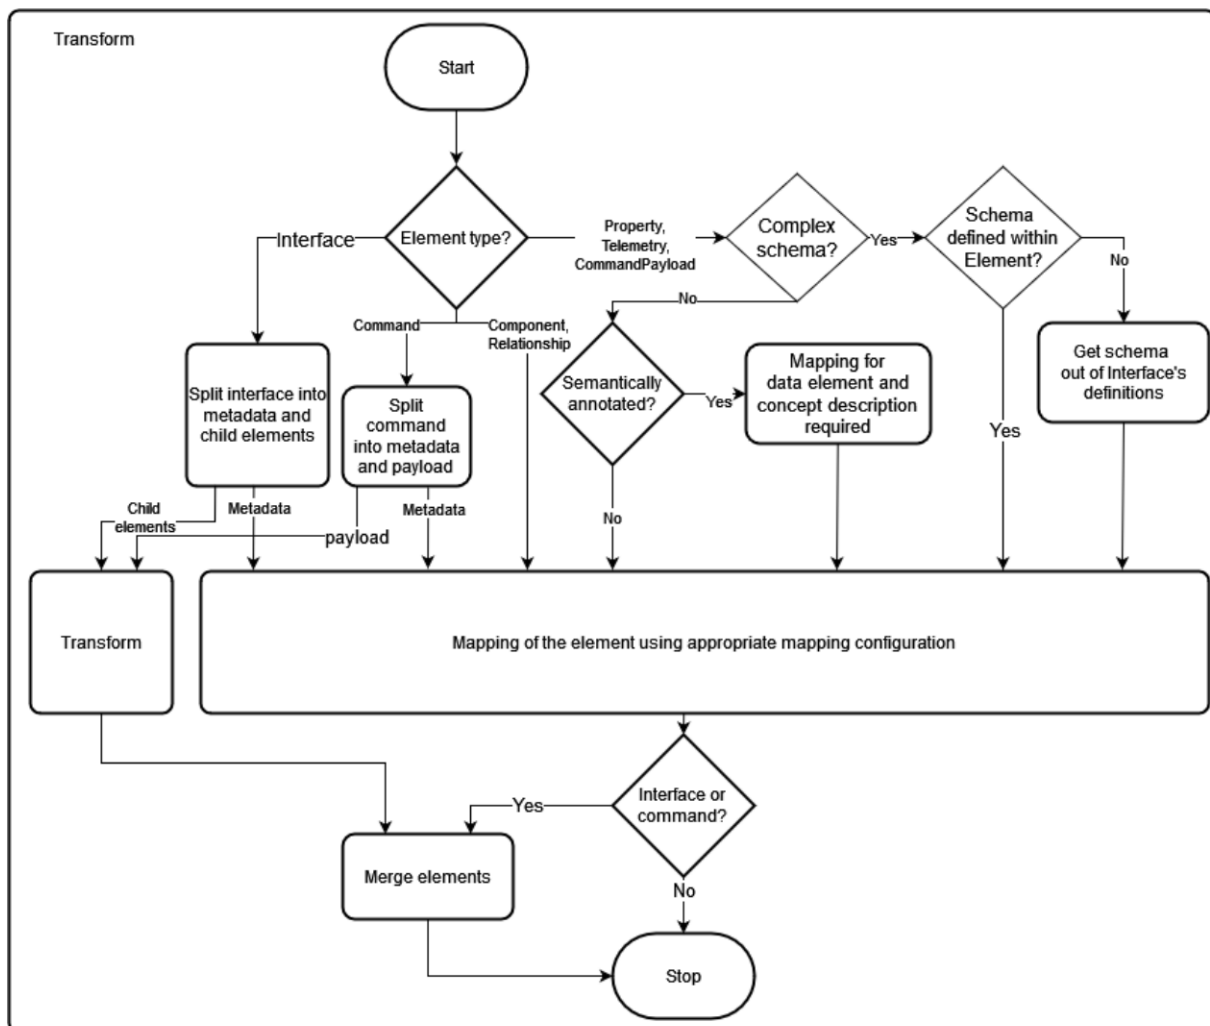 Transform
Start
Element type?
Interface
Property,
Telemetry,
CommandPayload
Complex
schema?
Yes
Schema
defined within
Element?
No
No
Command
Component,
Relationship
Split interface into
metadata and
child elements
Split
command
into metadata
and payload
Semantically
annotated?
Yes
Mapping for
data element and
concept description
required
Yes
Get schema
out of Interface's
definitions
Child
elements
Metadata
payload
Metadata
No
Transform
Mapping of the element using appropriate mapping configuration
Interface or
command?
Yes
Merge elements
No
Stop